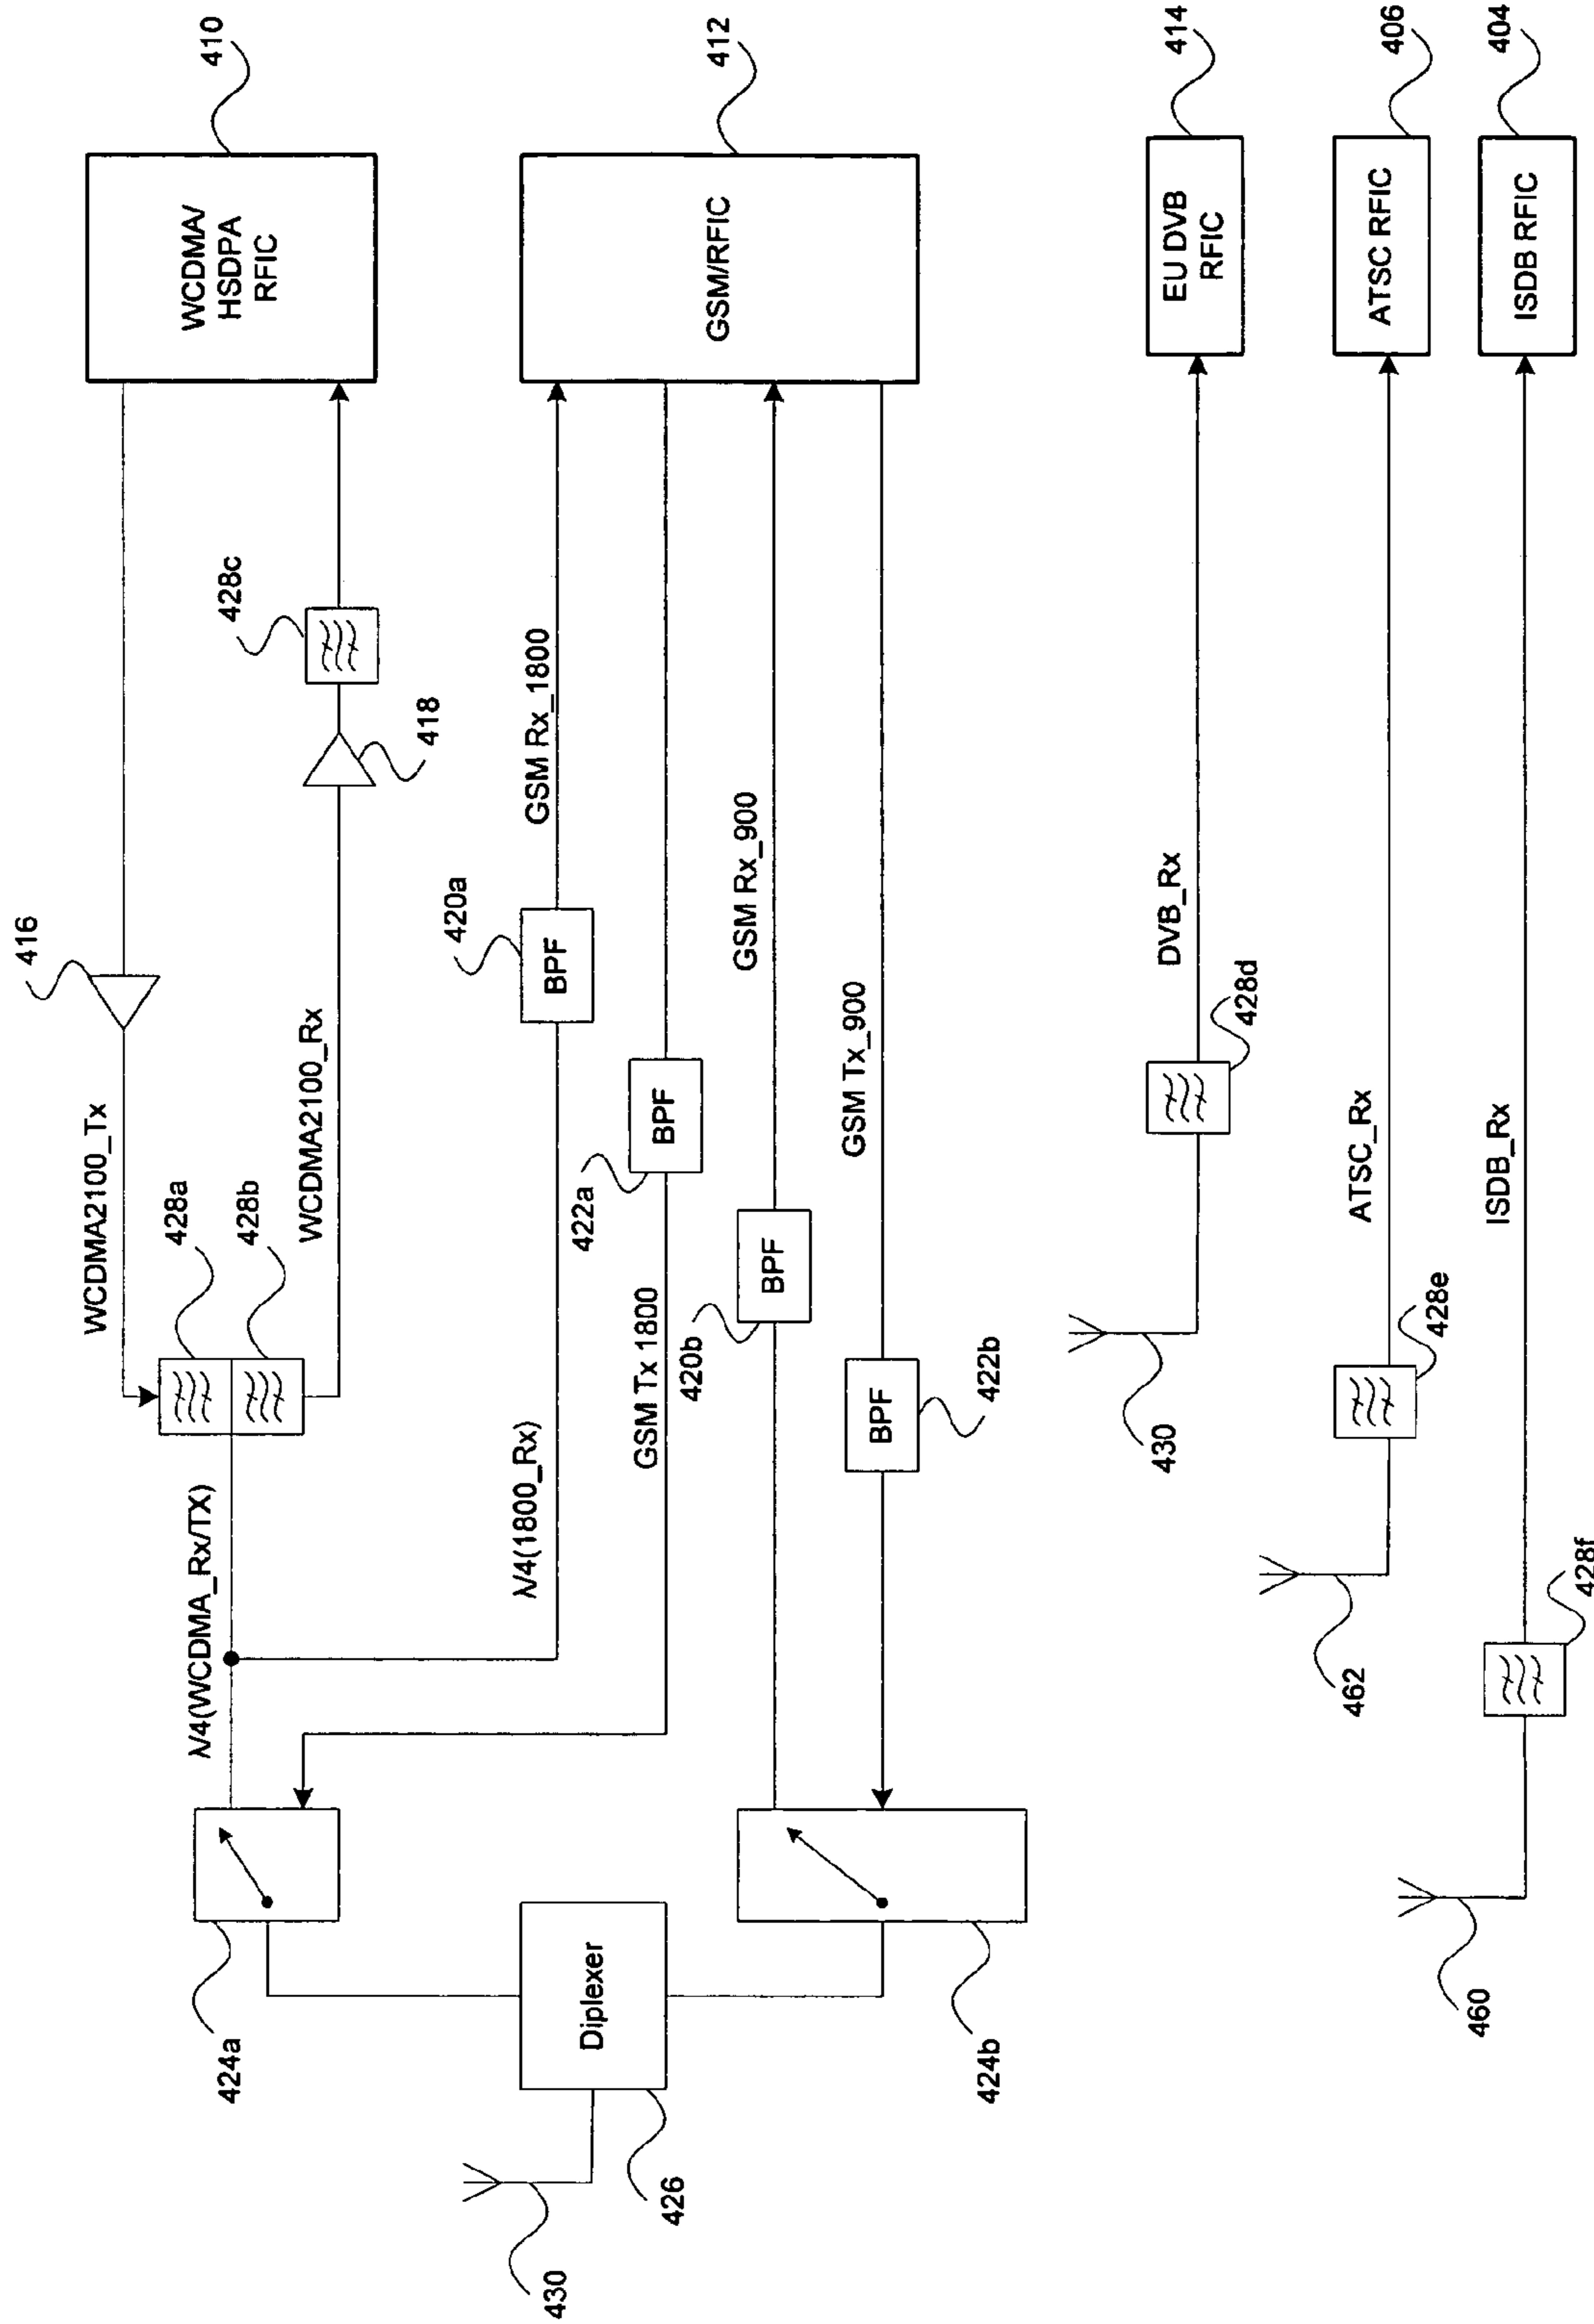 410
WCDMA/
HSDPA
RFIC
416
428c
418
WCDMA2100_Tx
WCDMA2100_Rx
428a
428b
λ/4(WCDMA_Rx/TX)
424a
412
GSM/RFIC
GSM Rx_1800
420a
BPF
λ/4(1800_Rx)
422a
BPF
GSM Tx 1800
GSM Rx_900
BPF
420b
GSM Tx_900
BPF
422b
Diplexer
424b
426
430
414
EU DVB
RFIC
DVB_Rx
428d
430
406
ATSC RFIC
ATSC_Rx
428e
462
404
ISDB RFIC
ISDB_Rx
428f
460